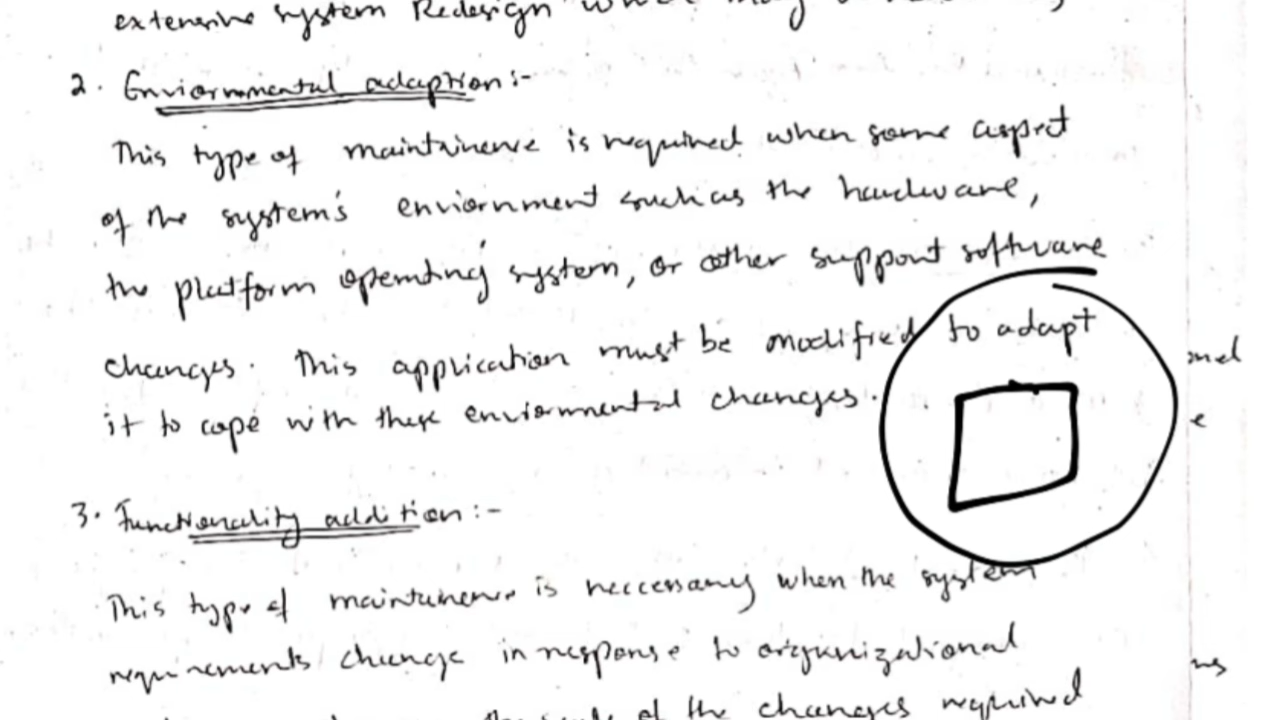 extensive system Redesign
2. Enviornmental adaption:-
This type of maintainence is required when some aspect
of the system's enviornment such as the hardware,
the platform operating system, or other support software
changes. This application must be modified to adapt
it to cope with these enviornmental changes.
3. Functionality addition:-
This type of maintainence is neccessary when the system
requirements change in response to organizational
of the changes required